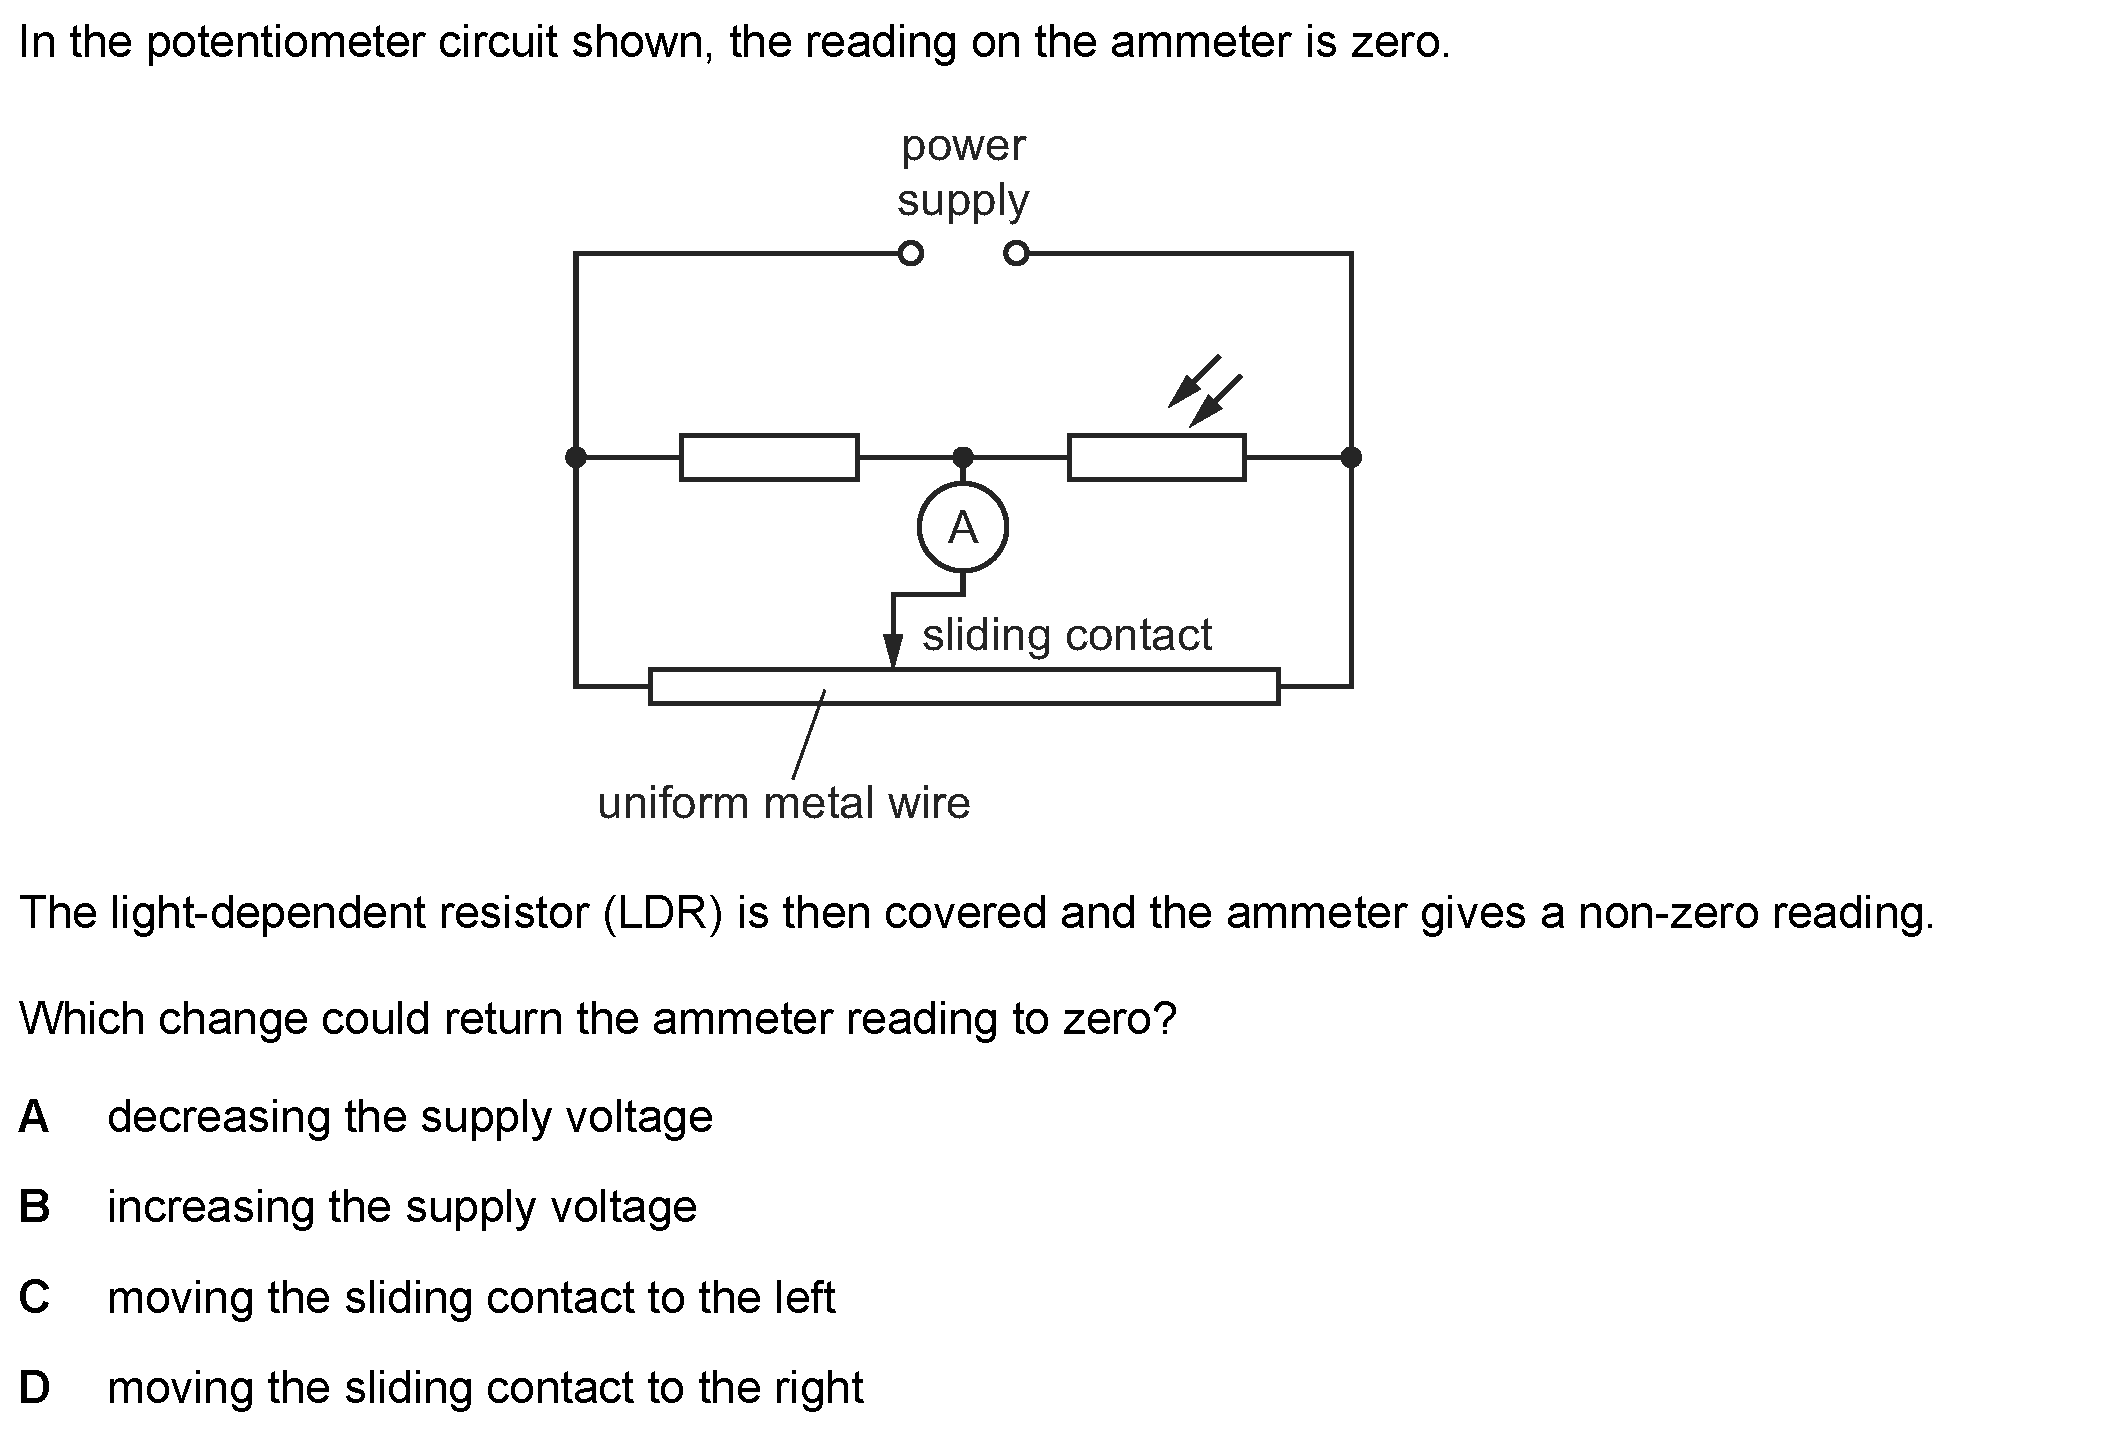 In the potentiometer circuit shown, the reading on the ammeter is zero.
power
supply
A
sliding contact
uniform metal wire
The light-dependent resistor (LDR) is then covered and the ammeter gives a non-zero reading.
Which change could return the ammeter reading to zero?
A decreasing the supply voltage
B increasing the supply voltage
C moving the sliding contact to the left
D moving the sliding contact to the right